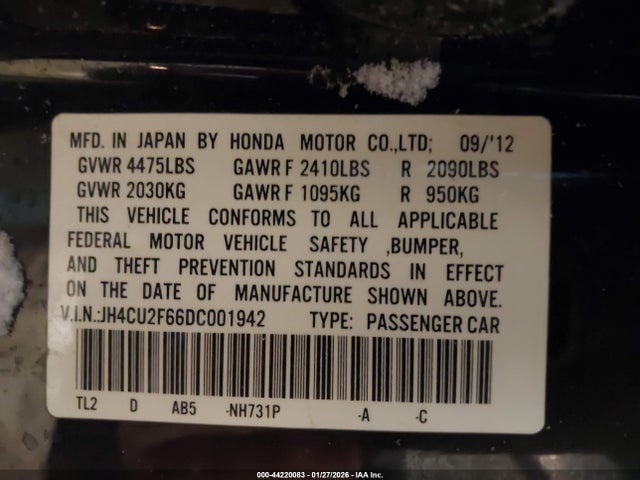 MFD. IN JAPAN BY HONDA MOTOR CO.,LTD; 09/'12
GVWR 4475LBS GAWR F 2410LBS R 2090LBS
GVWR 2030KG GAWR F 1095KG R 950KG
THIS VEHICLE CONFORMS TO ALL APPLICABLE
FEDERAL MOTOR VEHICLE SAFETY ,BUMPER,
AND THEFT PREVENTION STANDARDS IN EFFECT
ON THE DATE OF MANUFACTURE SHOWN ABOVE.
V.I.N.:JH4CU2F66DC001942 TYPE: PASSENGER CAR
TL2 D AB5 -NH731P -A -C
000-44220083 - 01/27/2026 - IAA Inc.